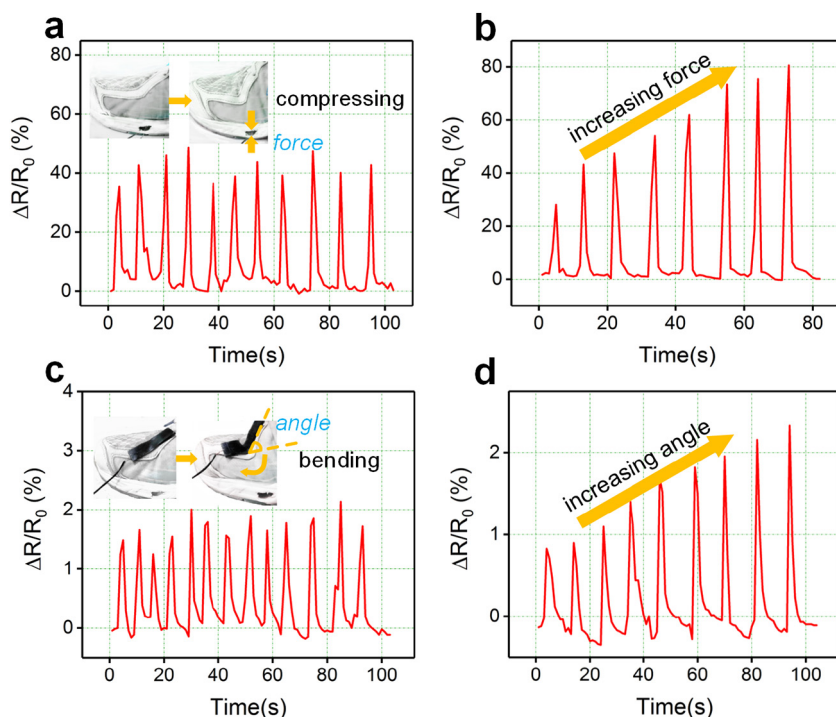 a
80
60
40
20
0
ΔR/R₀ (%)
compressing
force
0 20 40 60 80 100
Time(s)
b
80
60
40
20
0
ΔR/R₀ (%)
increasing force
0 20 40 60 80
Time(s)
c
4
3
2
1
0
ΔR/R₀ (%)
angle
bending
0 20 40 60 80 100
Time(s)
d
2
1
0
ΔR/R₀ (%)
increasing angle
0 20 40 60 80 100
Time(s)